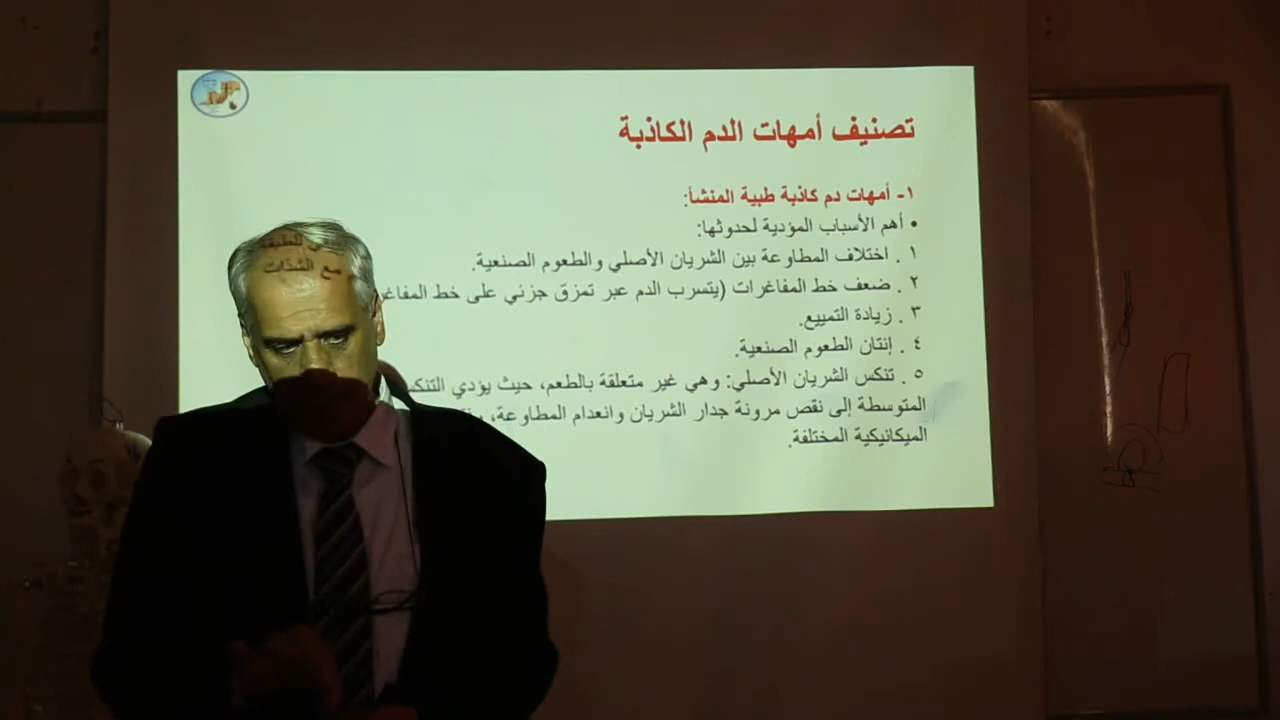 تصنيف أمهات الدم الكاذبة
١- أمهات دم كاذبة طبية المنشأ:
• أهم الأسباب المؤدية لحدوثها:
١ . اختلاف المطاوعة بين الشريان الأصلي والطعوم الصنعية.
٢ . ضعف خط المفاغرات (يتسرب الدم عبر تمزق جزئي على خط
مع الشدات
٣ . زيادة التمييع.
٤ . إنتان الطعوم الصنعية.
٥ . تنكس الشريان الأصلي: وهي غير متعلقة بالطعم، حيث يؤدي للطبقة
المتوسطة إلى نقص مرونة جدار الشريان وانعدام المطاوعة،
الميكانيكية المختلفة.